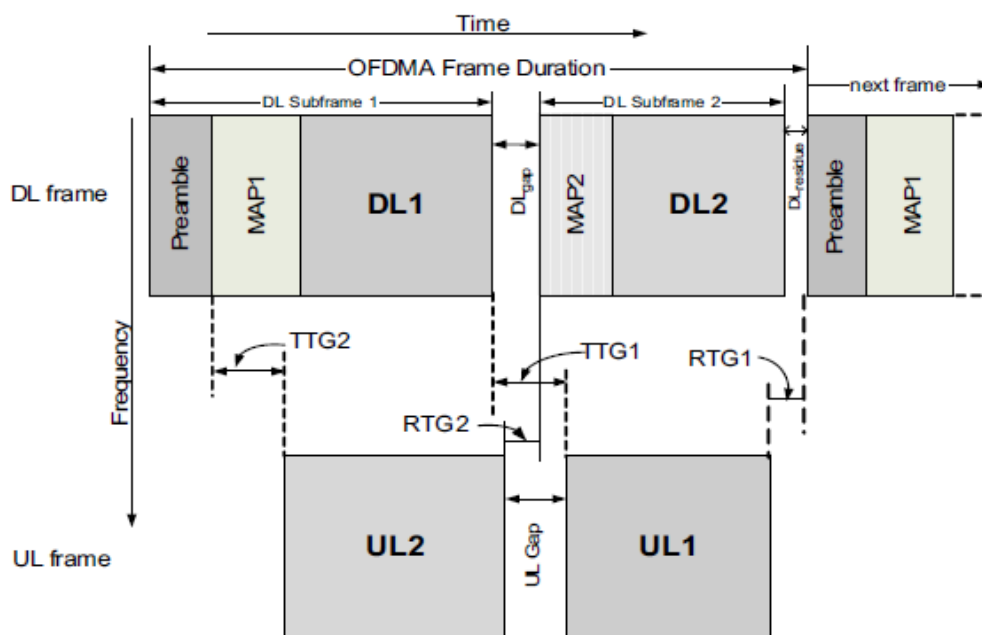 Time
OFDMA Frame Duration
next frame
DL Subframe 1
DL Subframe 2
DL frame
Preamble
MAP1
DL1
DLgap
MAP2
DL2
DLresidue
Preamble
MAP1
Frequency
TTG2
TTG1
RTG1
RTG2
UL frame
UL2
UL Gap
UL1